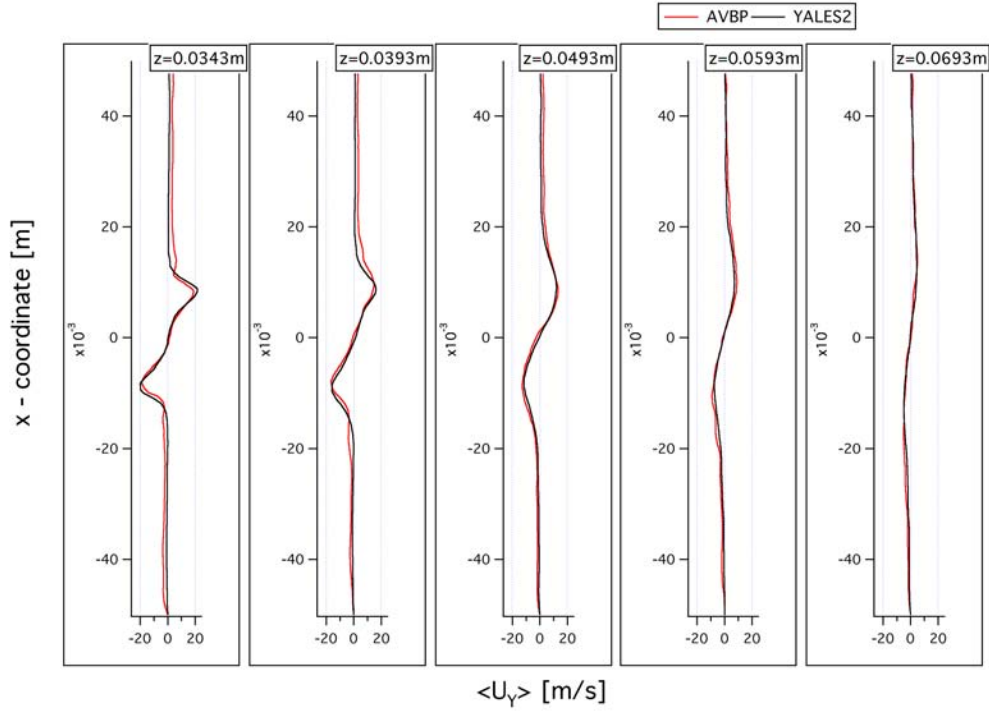 AVBP YALES2
z=0.0343m z=0.0393m z=0.0493m z=0.0593m z=0.0693m
40 40 40 40 40
20 20 20 20 20
0 0 0 0 0
x10⁻³ x10⁻³ x10⁻³ x10⁻³ x10⁻³
-20 -20 -20 -20 -20
-40 -40 -40 -40 -40
-20 0 20 -20 0 20 -20 0 20 -20 0 20 -20 0 20
x - coordinate [m]
<U_Y> [m/s]